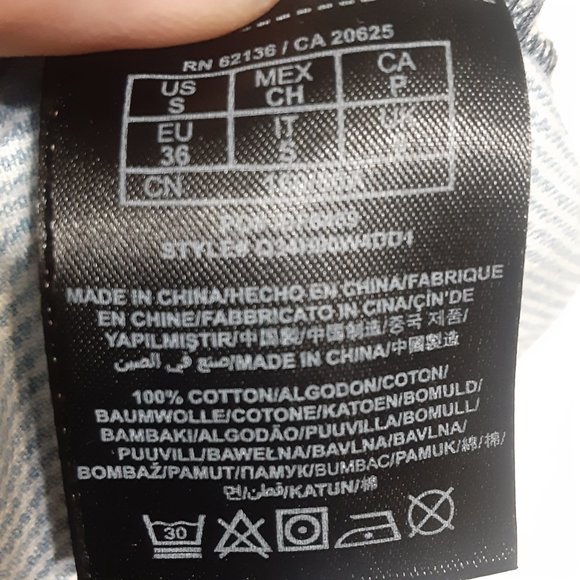 RN 62136 / CA 20625
US MEX CA
S CH P
EU IT UK
36 S
CN
STYLE#
MADE IN CHINA/HECHO EN CHINA/FABRIQUE
EN CHINE/FABBRICATO IN CINA/ÇİN'DE
YAPILMIŞTIR/中国製/中国制造/중국 제품/
صنع في الصين/MADE IN CHINA/中國製
100% COTTON/ALGODON/COTON/
BAUMWOLLE/COTONE/KATOEN/BOMULD/
BAMBAKI/ALGODÃO/PUUVILLA/BOMULL/
PUUVILL/BAWEŁNA/BAVLNA/BAVLNA/
BOMBAŽ/PAMUT/ПАМУК/BUMBAC/PAMUK/綿/棉/
면/قطن/KATUN/棉
30